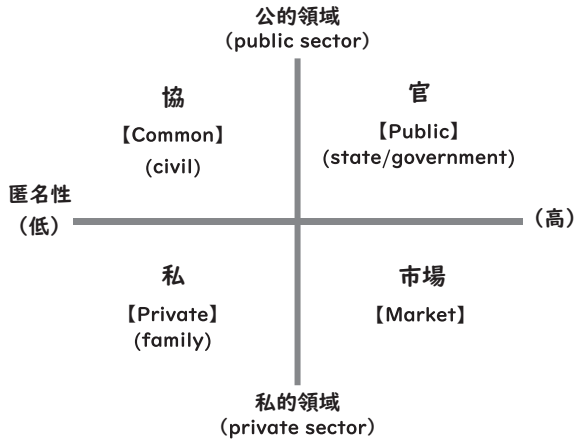 公的領域
(public sector)
協
【Common】
(civil)
官
【Public】
(state/government)
匿名性
(低)
(高)
私
【Private】
(family)
市場
【Market】
私的領域
(private sector)